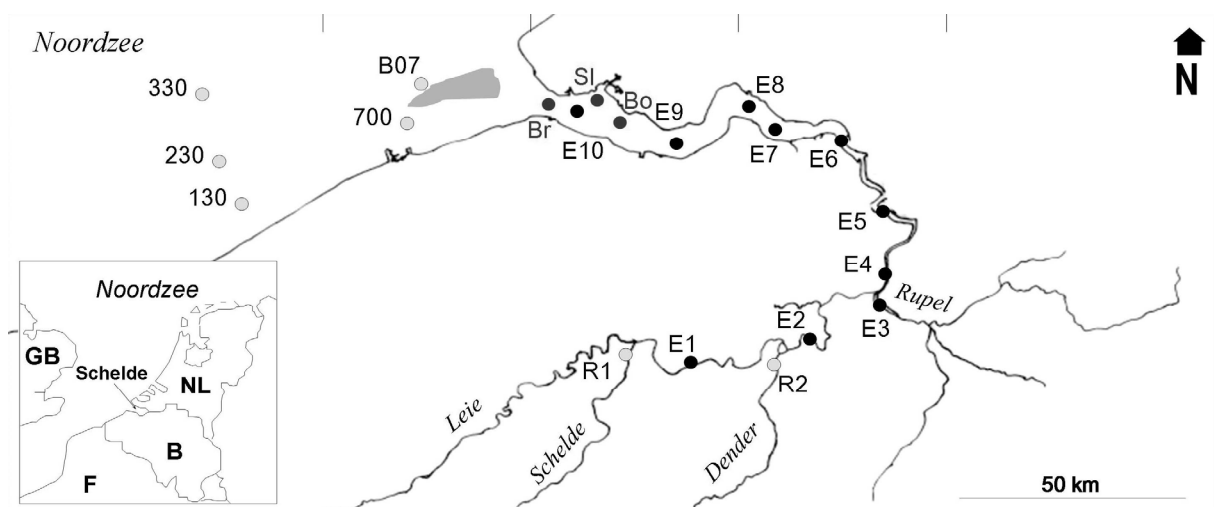 Noordzee
N
330
B07
Sl
E8
Bo
E9
700
Br
E10
E7
E6
230
130
E5
E4
Rupel
E3
E2
E1
R1
R2
Leie
Schelde
Dender
50 km
Noordzee
GB
Schelde
NL
B
F